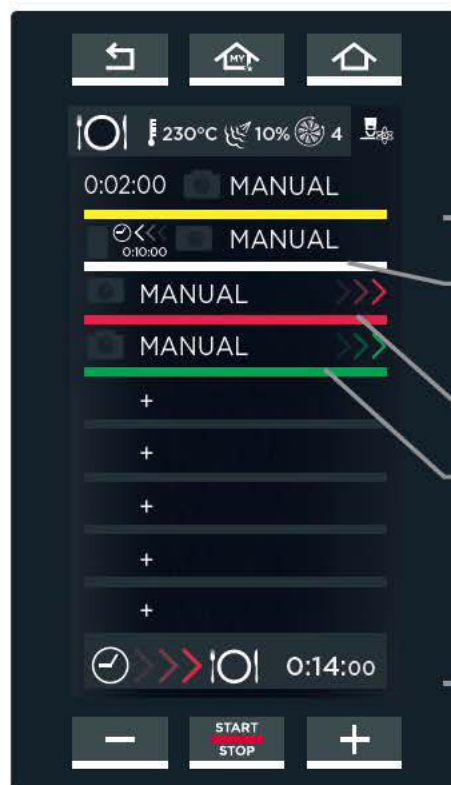 MY
230°C 10% 4
0:02:00 MANUAL
0:10:00 MANUAL
MANUAL
MANUAL
+
+
+
+
+
0:14:00
START
STOP
− +